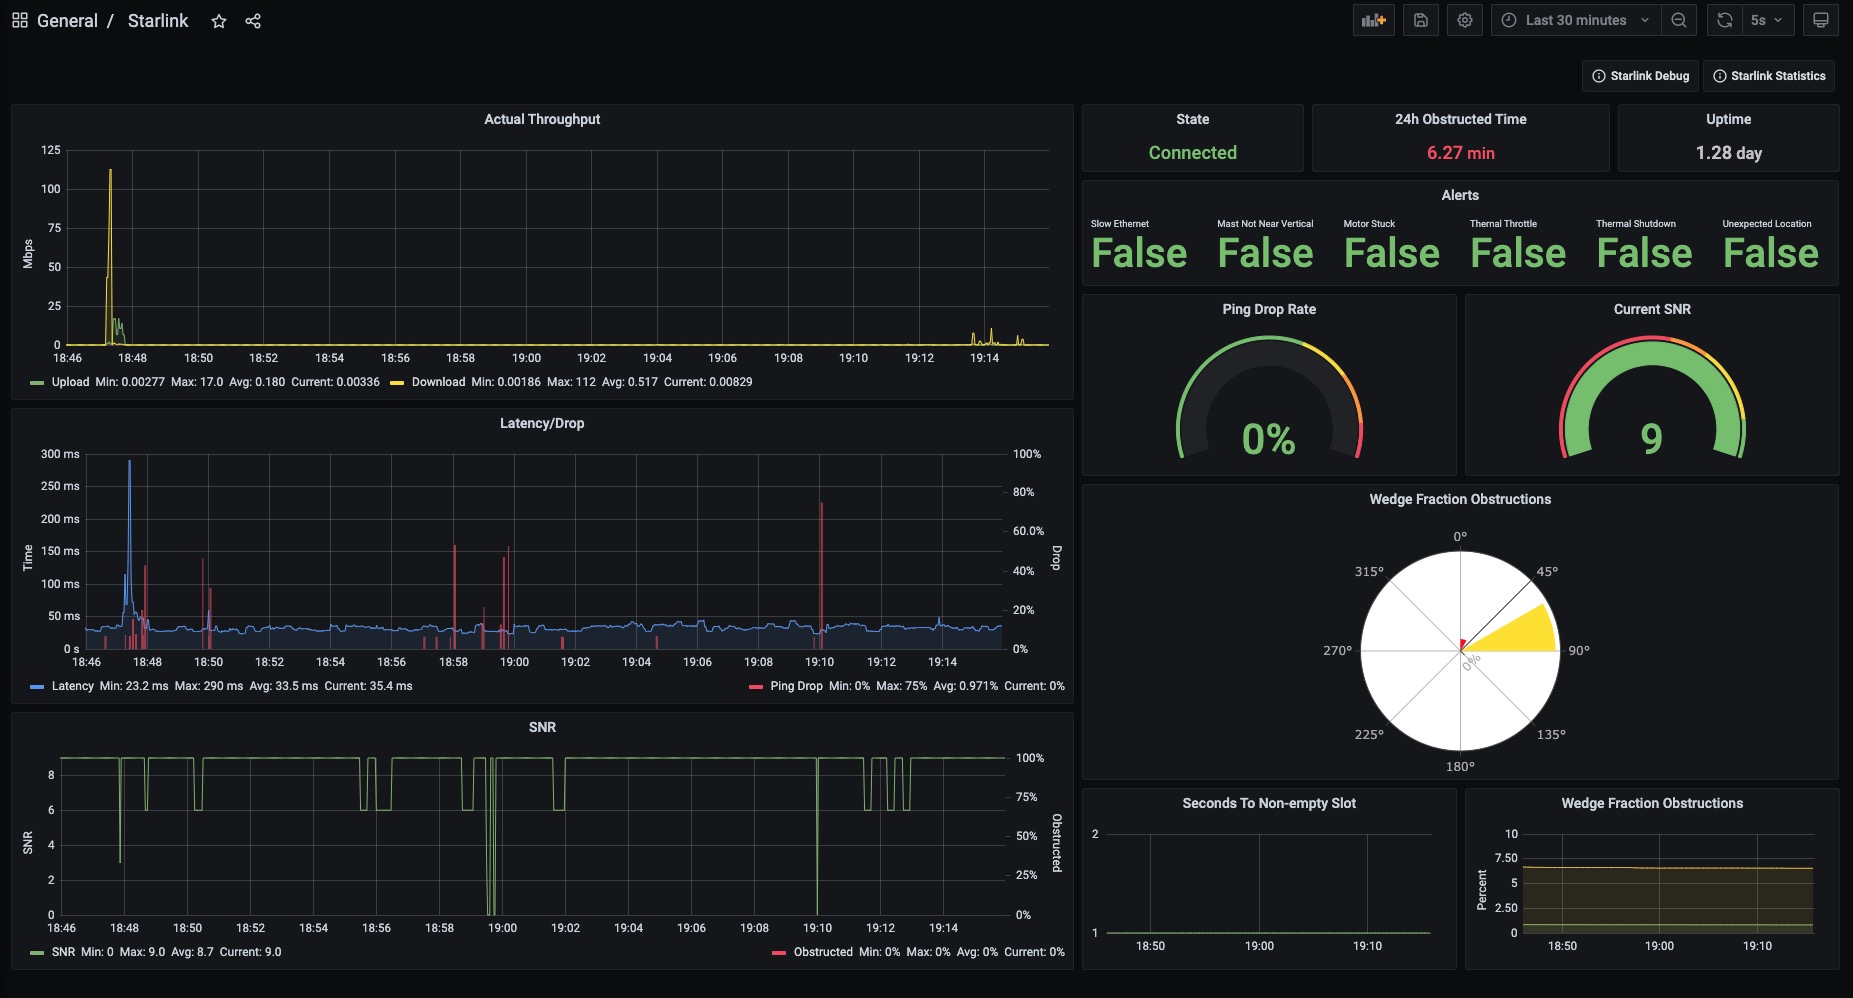 General / Starlink
Last 30 minutes
5s
Starlink Debug
Starlink Statistics
Actual Throughput
Mbps
125
100
75
50
25
0
18:46 18:48 18:50 18:52 18:54 18:56 18:58 19:00 19:02 19:04 19:06 19:08 19:10 19:12 19:14
Upload Min: 0.00277 Max: 17.0 Avg: 0.180 Current: 0.00336 Download Min: 0.00186 Max: 112 Avg: 0.517 Current: 0.00829
Latency/Drop
Time
300 ms
250 ms
200 ms
150 ms
100 ms
50 ms
0 s
100%
80%
60.0%
40%
20%
0%
Drop
18:46 18:48 18:50 18:52 18:54 18:56 18:58 19:00 19:02 19:04 19:06 19:08 19:10 19:12 19:14
Latency Min: 23.2 ms Max: 290 ms Avg: 33.5 ms Current: 35.4 ms
Ping Drop Min: 0% Max: 75% Avg: 0.971% Current: 0%
SNR
SNR
8
6
4
2
0
100%
75%
50%
25%
0%
Obstructed
18:46 18:48 18:50 18:52 18:54 18:56 18:58 19:00 19:02 19:04 19:06 19:08 19:10 19:12 19:14
SNR Min: 0 Max: 9.0 Avg: 8.7 Current: 9.0
Obstructed Min: 0% Max: 0% Avg: 0% Current: 0%
State
Connected
24h Obstructed Time
6.27 min
Uptime
1.28 day
Alerts
Slow Ethernet
False
Mast Not Near Vertical
False
Motor Stuck
False
Thernal Throttle
False
Thermal Shutdown
False
Unexpected Location
False
Ping Drop Rate
0%
Current SNR
9
Wedge Fraction Obstructions
0°
45°
90°
135°
180°
225°
270°
315°
0%
Seconds To Non-empty Slot
2
1
18:50 19:00 19:10
Wedge Fraction Obstructions
Percent
10
7.50
5
2.50
0
18:50 19:00 19:10